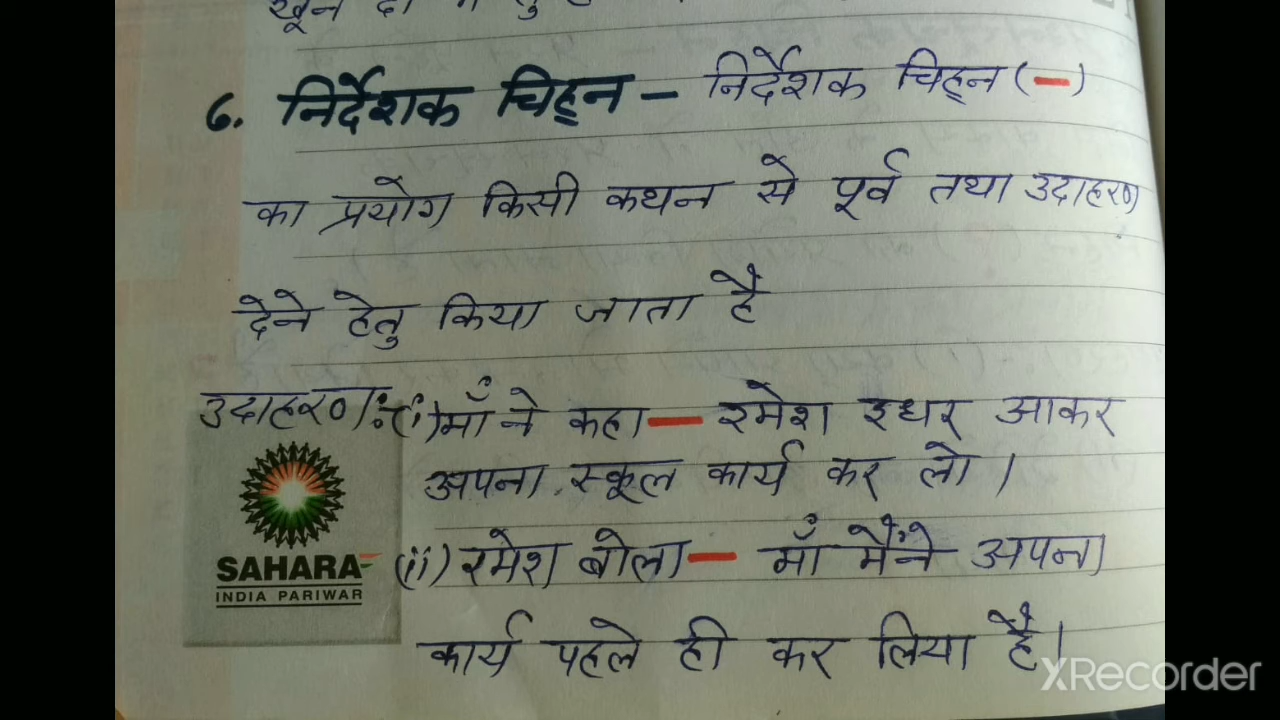 खून दो मैं तु
6. निर्देशक चिह्न – निर्देशक चिह्न (–)
का प्रयोग किसी कथन से पूर्व तथा उदाहरण
देने हेतु किया जाता है
उदाहरण:- (i) माँ ने कहा – रमेश इधर आकर
अपना स्कूल कार्य कर लो ।
(ii) रमेश बोला – माँ मैंने अपना
कार्य पहले ही कर लिया है।
SAHARA
INDIA PARIWAR
XRecorder